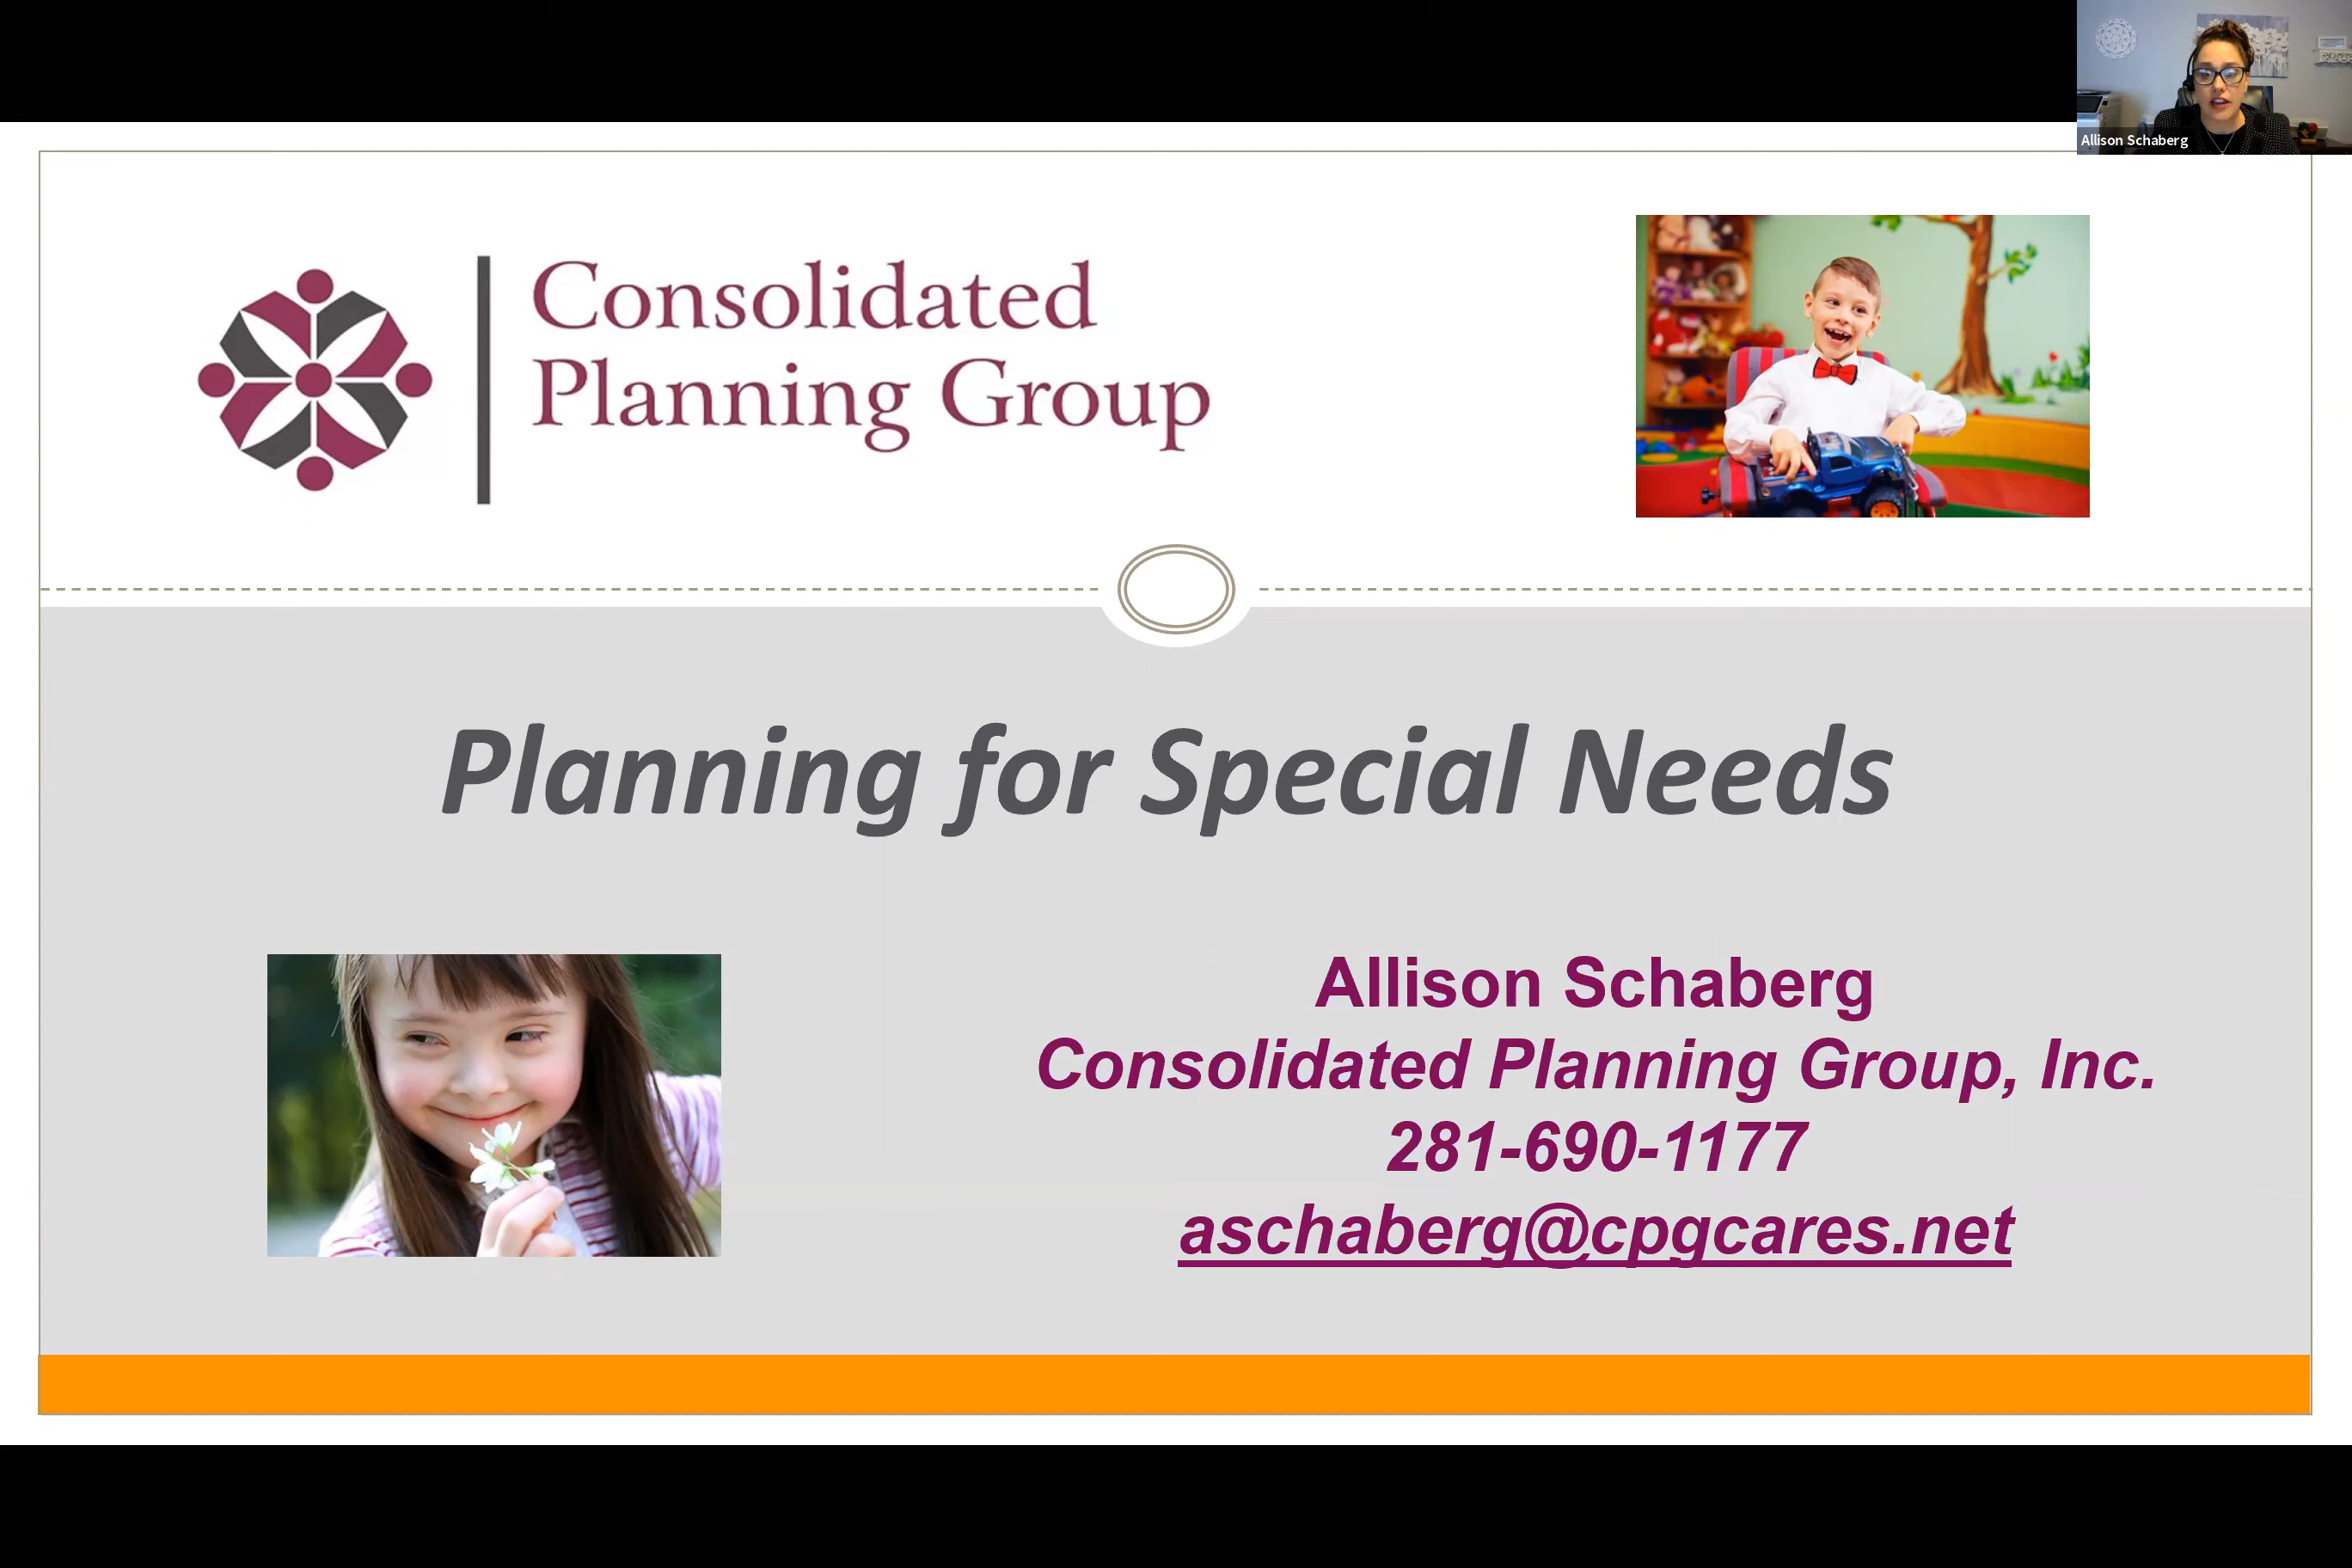 Allison Schaberg
Consolidated
Planning Group
Planning for Special Needs
Allison Schaberg
Consolidated Planning Group, Inc.
281-690-1177
aschaberg@cpgcares.net